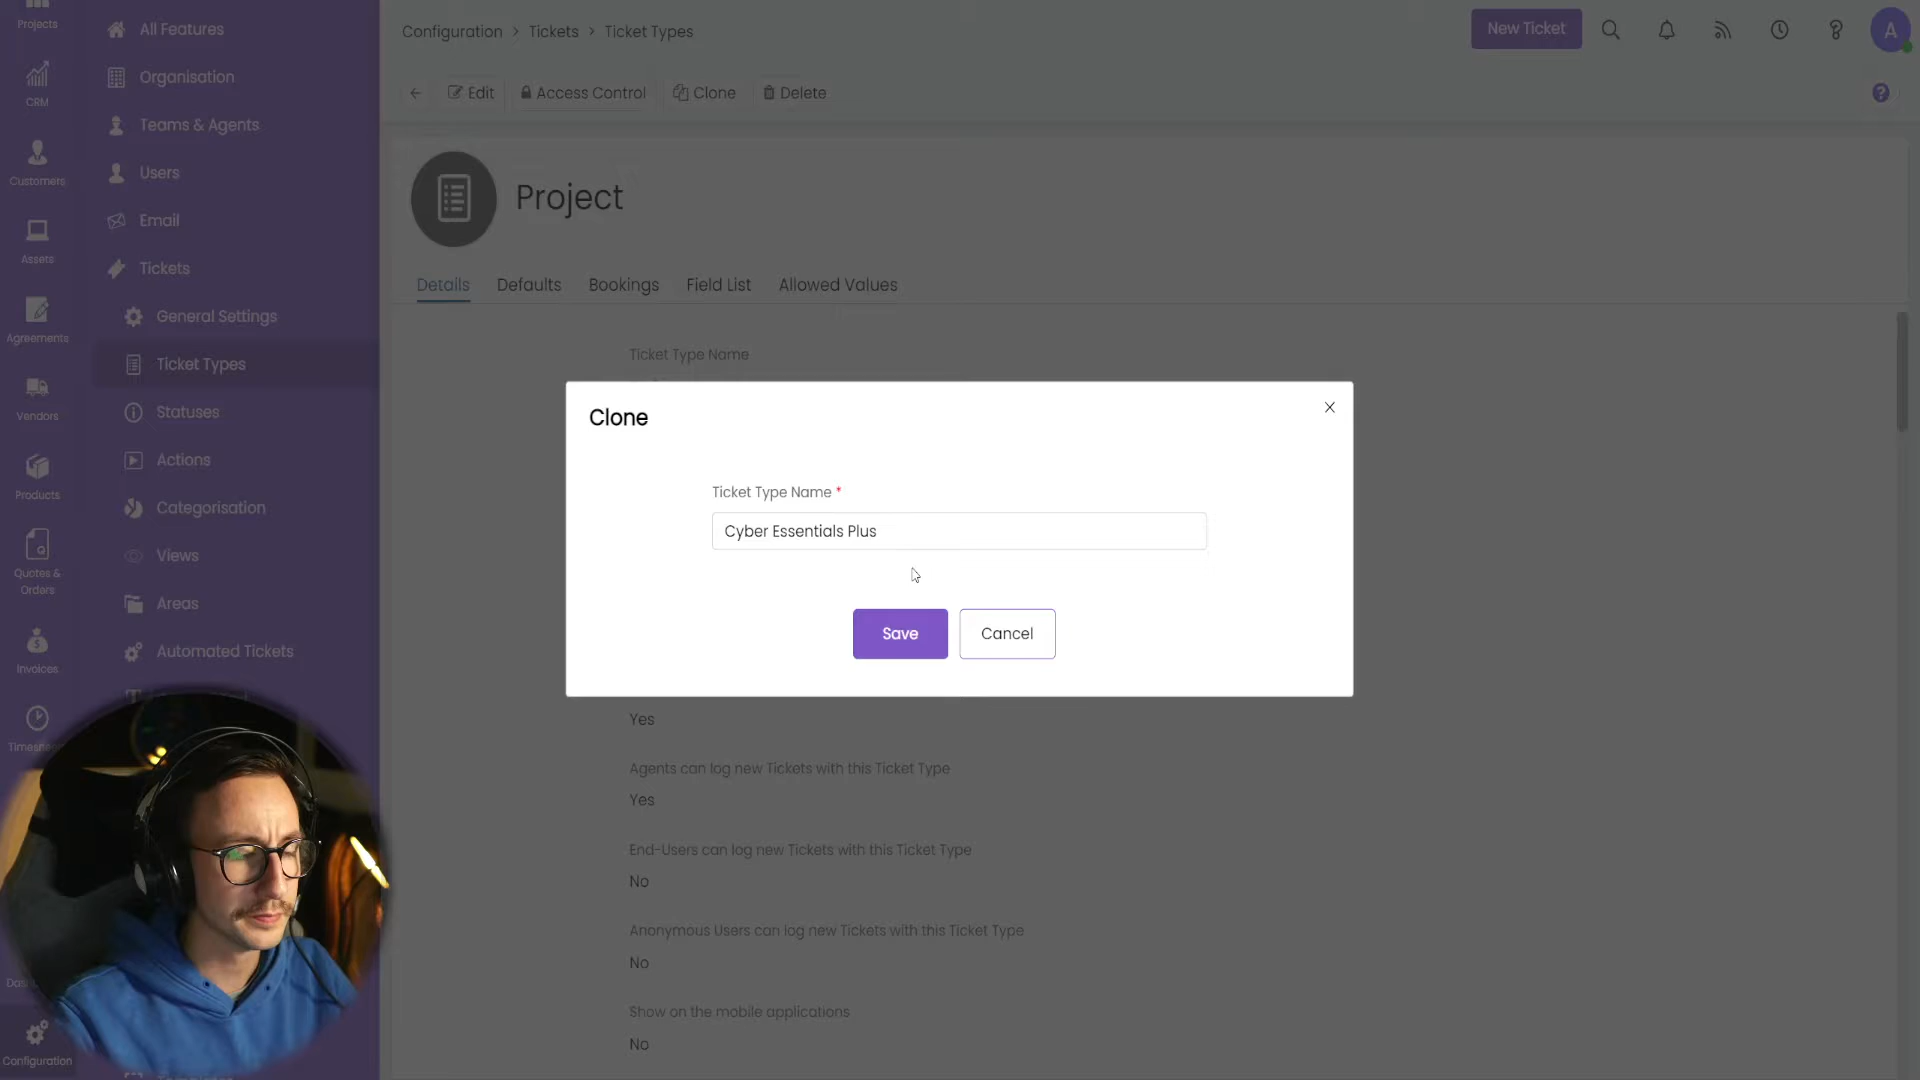 Projects
CRM
Customers
Assets
Agreements
Vendors
Products
Quotes &
Orders
Invoices
Configuration
All Features
Organisation
Teams & Agents
Users
Email
Tickets
General Settings
Ticket Types
Statuses
Actions
Categorisation
Views
Areas
Automated Tickets
Configuration > Tickets > Ticket Types
New Ticket
A
Edit
Access Control
Clone
Delete
Project
Details
Defaults
Bookings
Field List
Allowed Values
Ticket Type Name
Clone
Ticket Type Name *
Cyber Essentials Plus
Save
Cancel
Yes
Agents can log new Tickets with this Ticket Type
Yes
End-Users can log new Tickets with this Ticket Type
No
Anonymous Users can log new Tickets with this Ticket Type
No
Show on the mobile applications
No